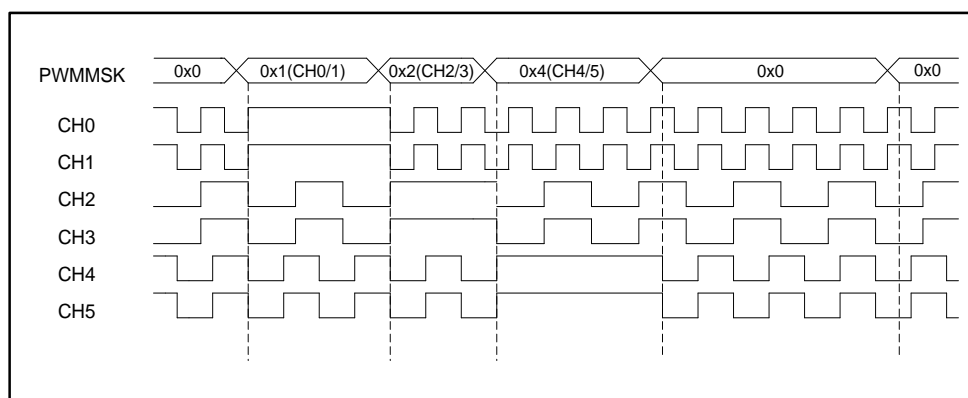 PWMMSK 0x0 0x1(CH0/1) 0x2(CH2/3) 0x4(CH4/5) 0x0 0x0
CH0
CH1
CH2
CH3
CH4
CH5